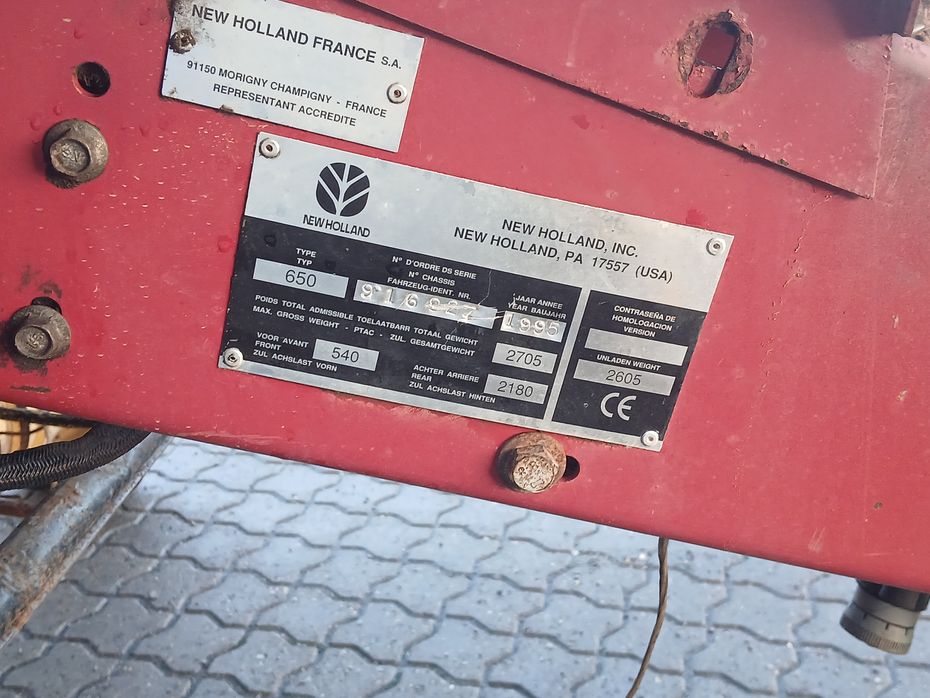 NEW HOLLAND FRANCE S.A.
91150 MORIGNY CHAMPIGNY - FRANCE
REPRESENTANT ACCREDITE
NEW HOLLAND
NEW HOLLAND, INC.
NEW HOLLAND, PA 17557 (USA)
TYPE
TYP
650
N° D'ORDRE DS SERIE
N° CHASSIS
FAHRZEUG-IDENT. NR.
916827
JAAR ANNEE
YEAR BAUJAHR
1995
POIDS TOTAL ADMISSIBLE TOELAATBARR TOTAAL GEWICHT
MAX. GROSS WEIGHT - PTAC - ZUL. GESAMTGEWICHT
2705
VOOR AVANT
FRONT
ZUL ACHSLAST VORN
540
ACHTER ARRIERE
REAR
ZUL ACHSLAST HINTEN
2180
CONTRASEÑA DE
HOMOLOGACION
VERSION
UNLADEN WEIGHT
2605
CE